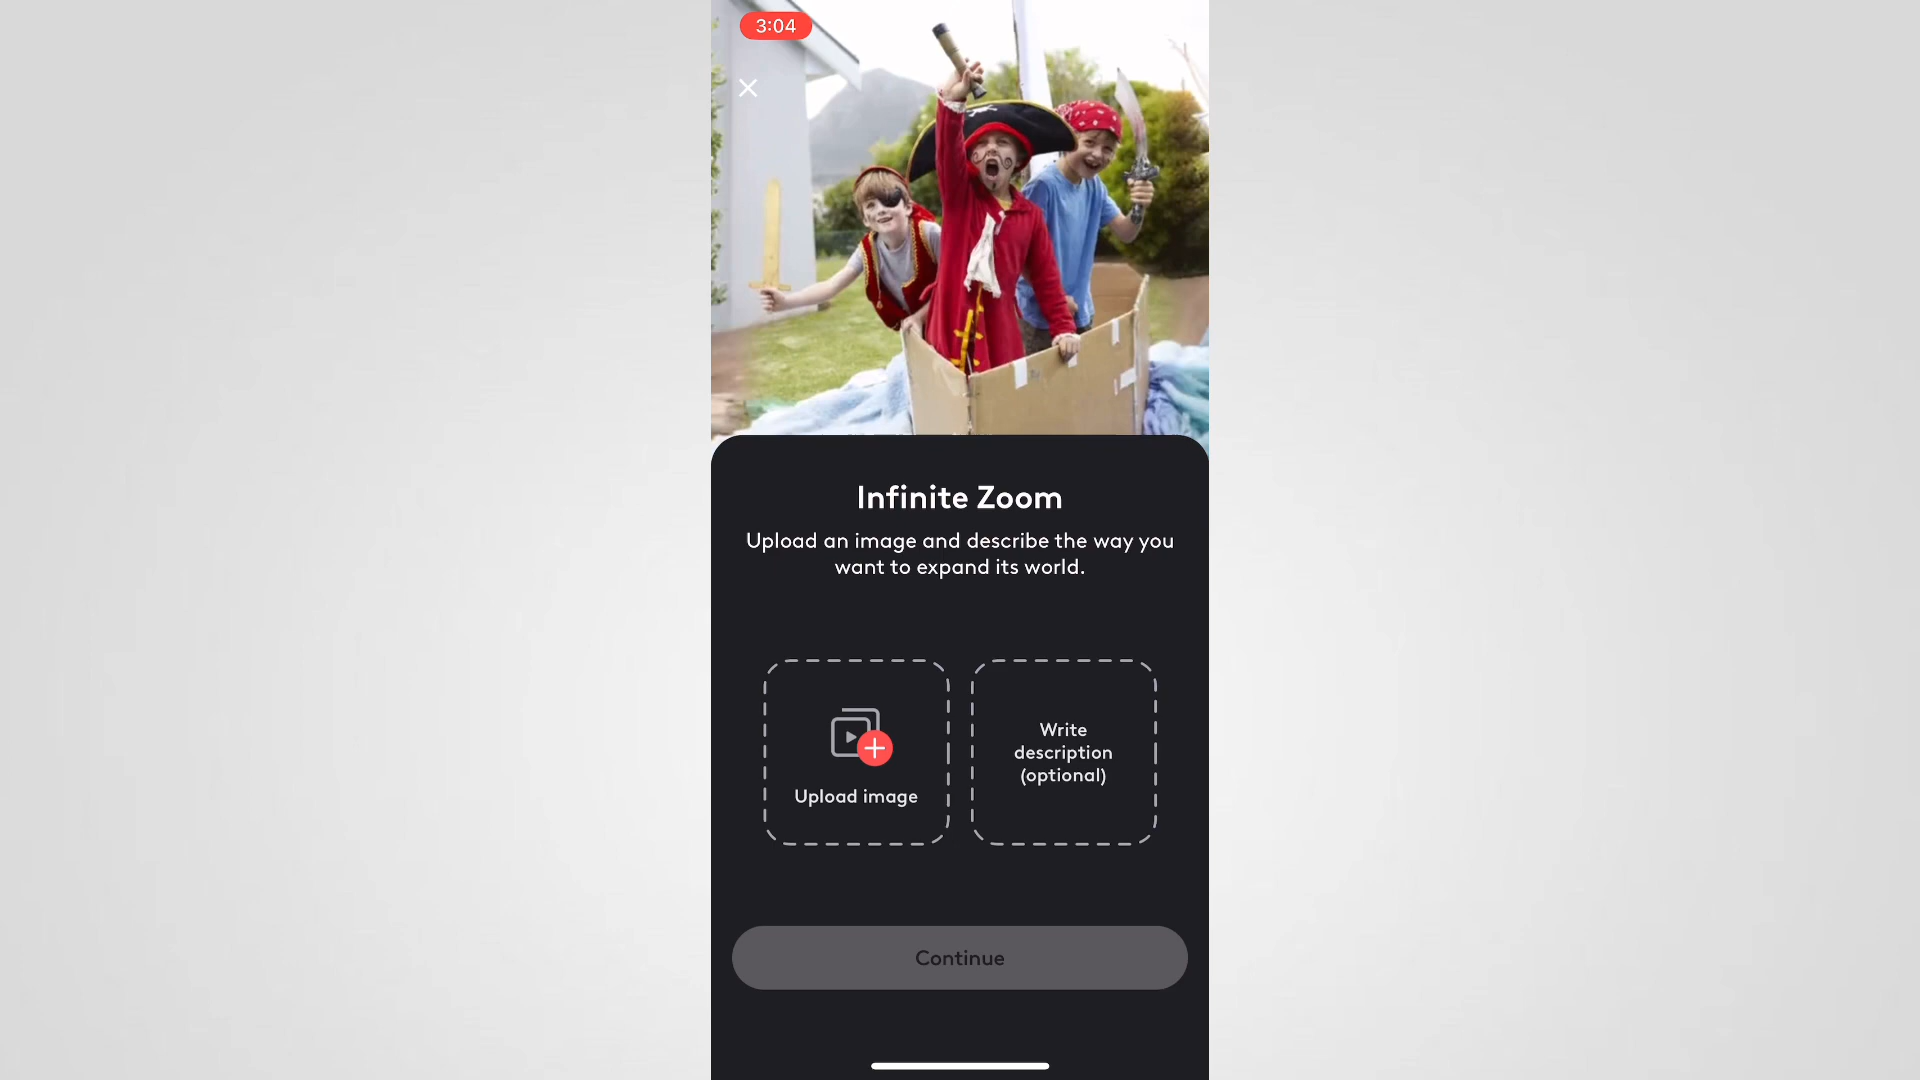 3:04
Infinite Zoom
Upload an image and describe the way you
want to expand its world.
Upload image
Write
description
(optional)
Continue